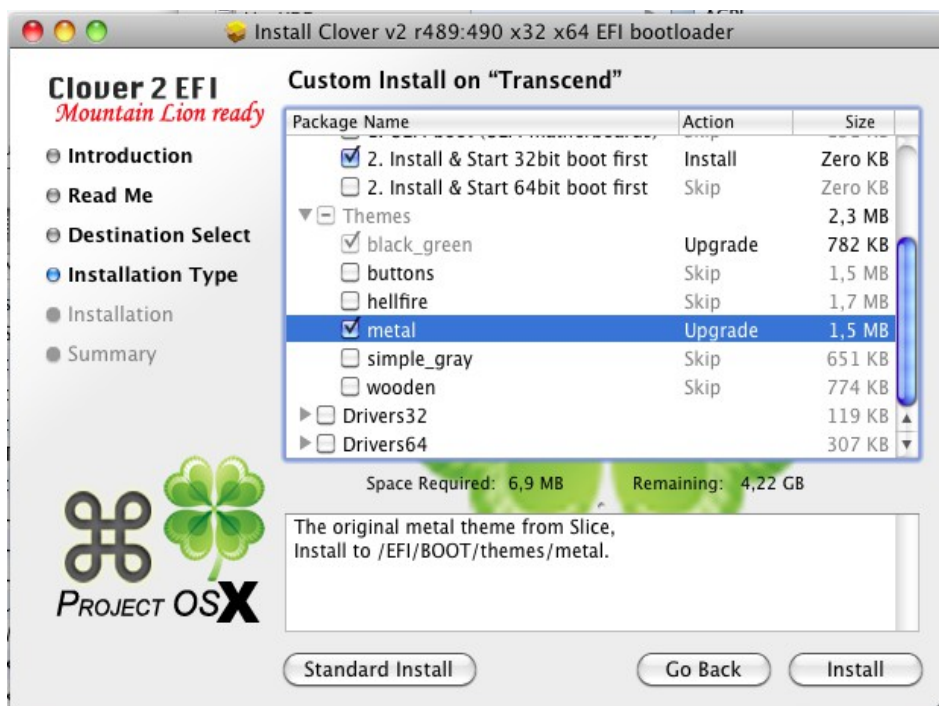 Install Clover v2 r489:490 x32 x64 EFI bootloader
Clover 2 EFI
Mountain Lion ready
Introduction
Read Me
Destination Select
Installation Type
Installation
Summary
PROJECT OSX
Custom Install on “Transcend”
Package Name Action Size
2. Install & Start 32bit boot first Install Zero KB
2. Install & Start 64bit boot first Skip Zero KB
Themes 2,3 MB
black_green Upgrade 782 KB
buttons Skip 1,5 MB
hellfire Skip 1,7 MB
metal Upgrade 1,5 MB
simple_gray Skip 651 KB
wooden Skip 774 KB
Drivers32 119 KB
Drivers64 307 KB
Space Required: 6,9 MB Remaining: 4,22 GB
The original metal theme from Slice,
Install to /EFI/BOOT/themes/metal.
Standard Install Go Back Install